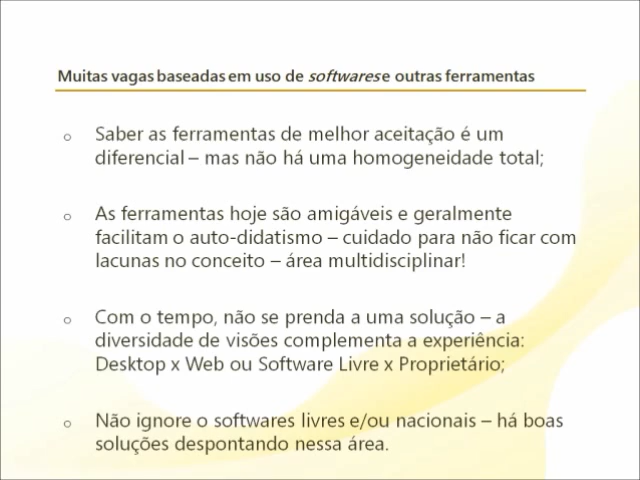 Muitas vagas baseadas em uso de softwares e outras ferramentas
o Saber as ferramentas de melhor aceitação é um
diferencial – mas não há uma homogeneidade total;
o As ferramentas hoje são amigáveis e geralmente
facilitam o auto-didatismo – cuidado para não ficar com
lacunas no conceito – área multidisciplinar!
o Com o tempo, não se prenda a uma solução – a
diversidade de visões complementa a experiência:
Desktop x Web ou Software Livre x Proprietário;
o Não ignore o softwares livres e/ou nacionais – há boas
soluções despontando nessa área.